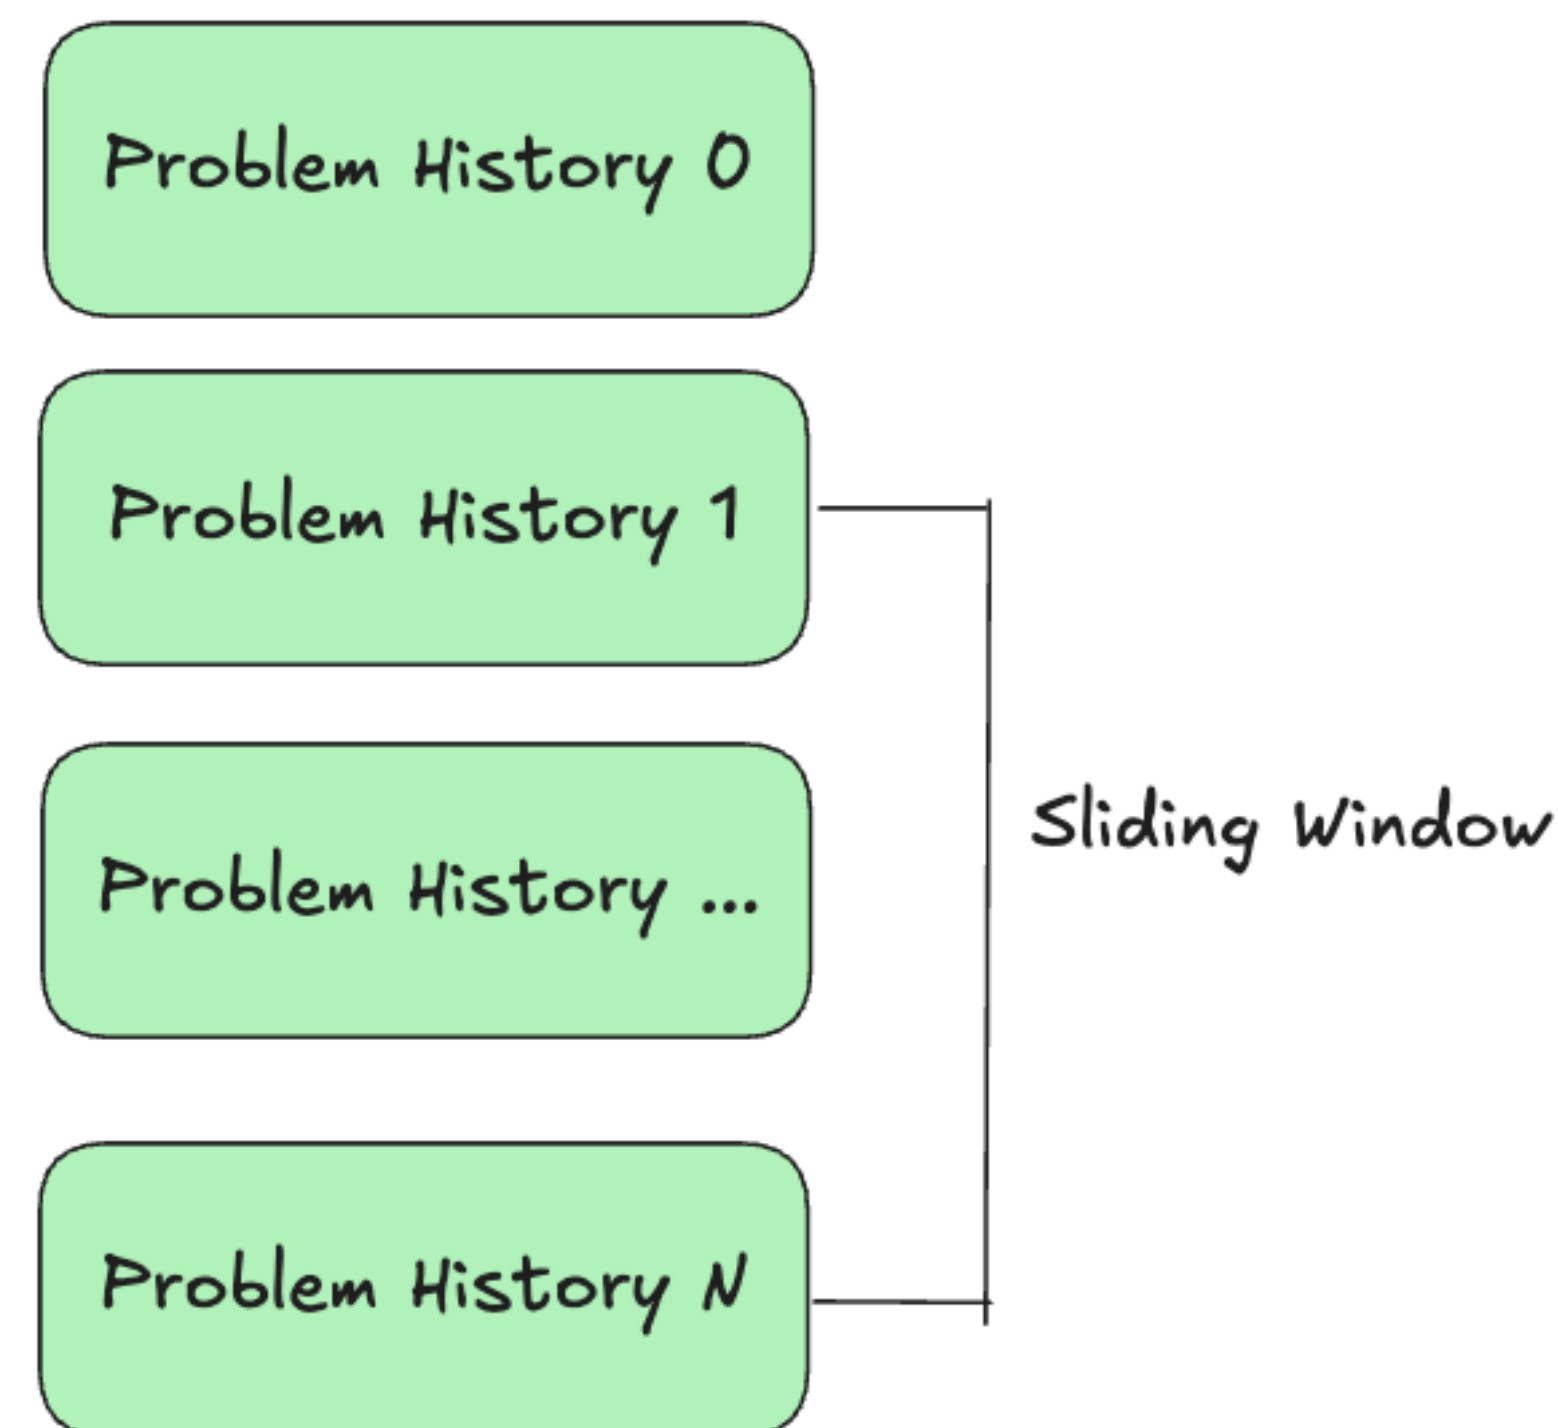 Problem History 0
Problem History 1
Sliding Window
Problem History ...
Problem History N